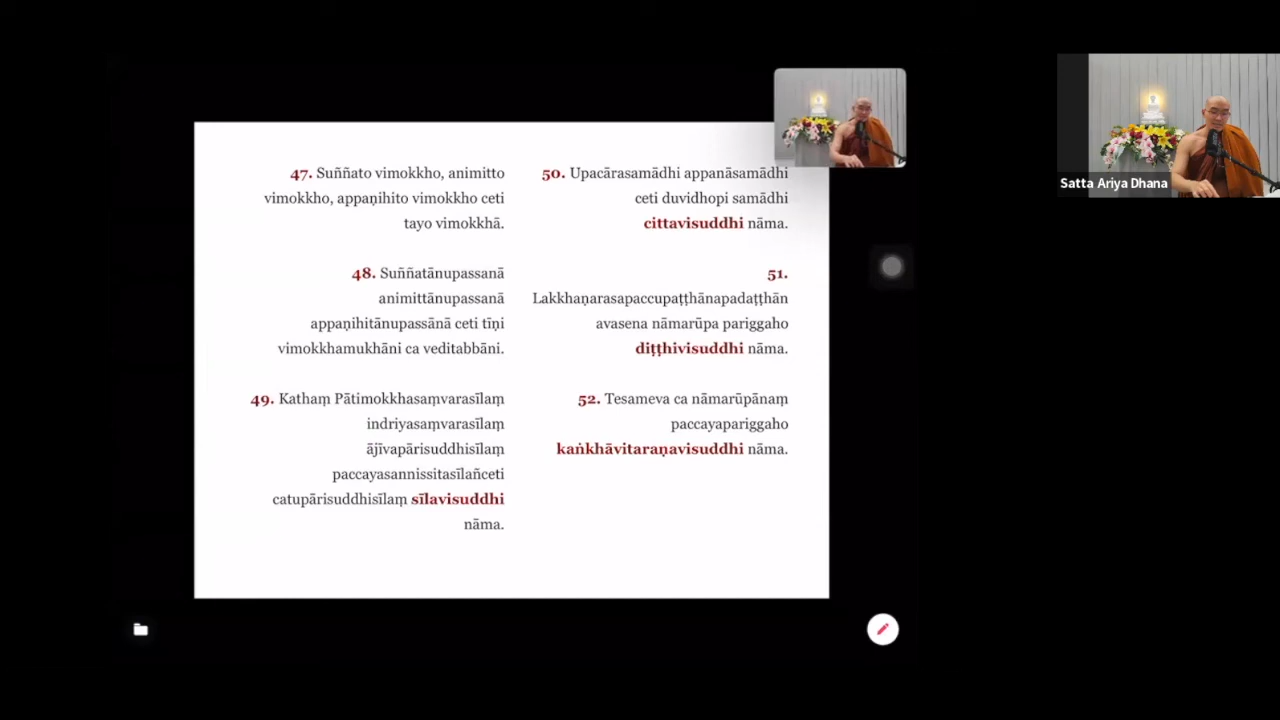 47. Suññato vimokkho, animitto
vimokkho, appaṇihito vimokkho ceti
tayo vimokkhā.
48. Suññatānupassanā
animittānupassanā
appaṇihitānupassānā ceti tīṇi
vimokkhamukhāni ca veditabbāni.
49. Kathaṃ Pātimokkhasaṃvarasīlaṃ
indriyasaṃvarasīlaṃ
ājīvapārisuddhisīlaṃ
paccayasannissitasīlañceti
catupārisuddhisīlaṃ sīlavisuddhi
nāma.
50. Upacārasamādhi appanāsamādhi
ceti duvidhopi samādhi
cittavisuddhi nāma.
51.
Lakkhaṇarasapaccupaṭṭhānapadaṭṭhān
avasena nāmarūpa pariggaho
diṭṭhivisuddhi nāma.
52. Tesameva ca nāmarūpānaṃ
paccayapariggaho
kaṅkhāvitaraṇavisuddhi nāma.
Satta Ariya Dhana